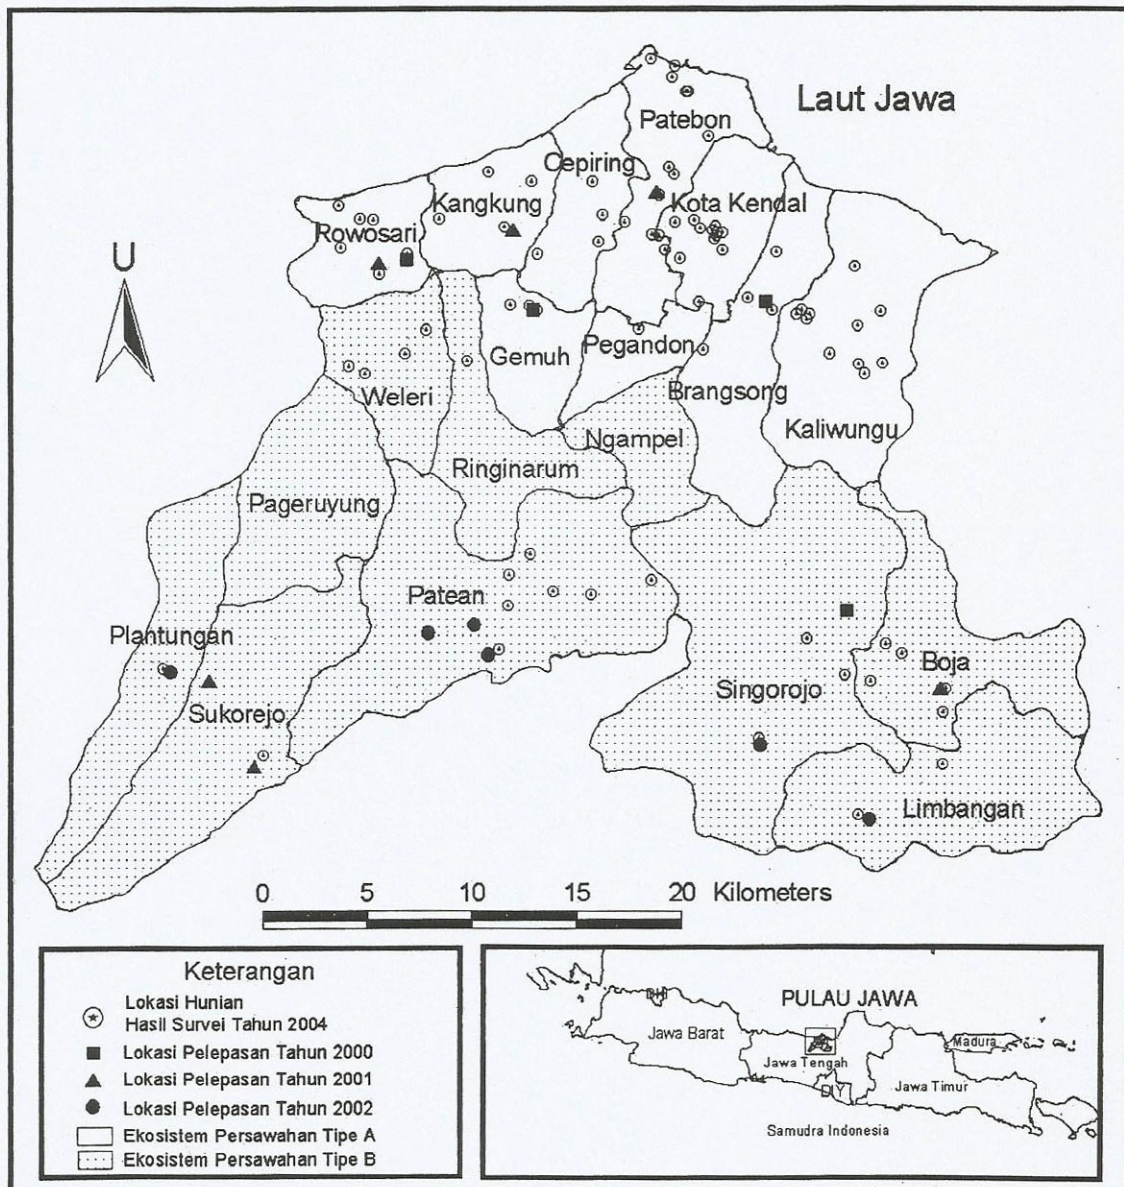 Laut Jawa
Patebon
Cepiring
Kangkung
Kota Kendal
Rowosari
U
Gemuh
Pegandon
Weleri
Brangsong
Kaliwungu
Ngampel
Ringinarum
Pageruyung
Patean
Plantungan
Boja
Singorojo
Sukorejo
Limbangan
0 5 10 15 20 Kilometers
Keterangan
Lokasi Hunian
Hasil Survei Tahun 2004
Lokasi Pelepasan Tahun 2000
Lokasi Pelepasan Tahun 2001
Lokasi Pelepasan Tahun 2002
Ekosistem Persawahan Tipe A
Ekosistem Persawahan Tipe B
PULAU JAWA
Jawa Barat
Madura
Jawa Tengah
Jawa Timur
DIY
Samudra Indonesia